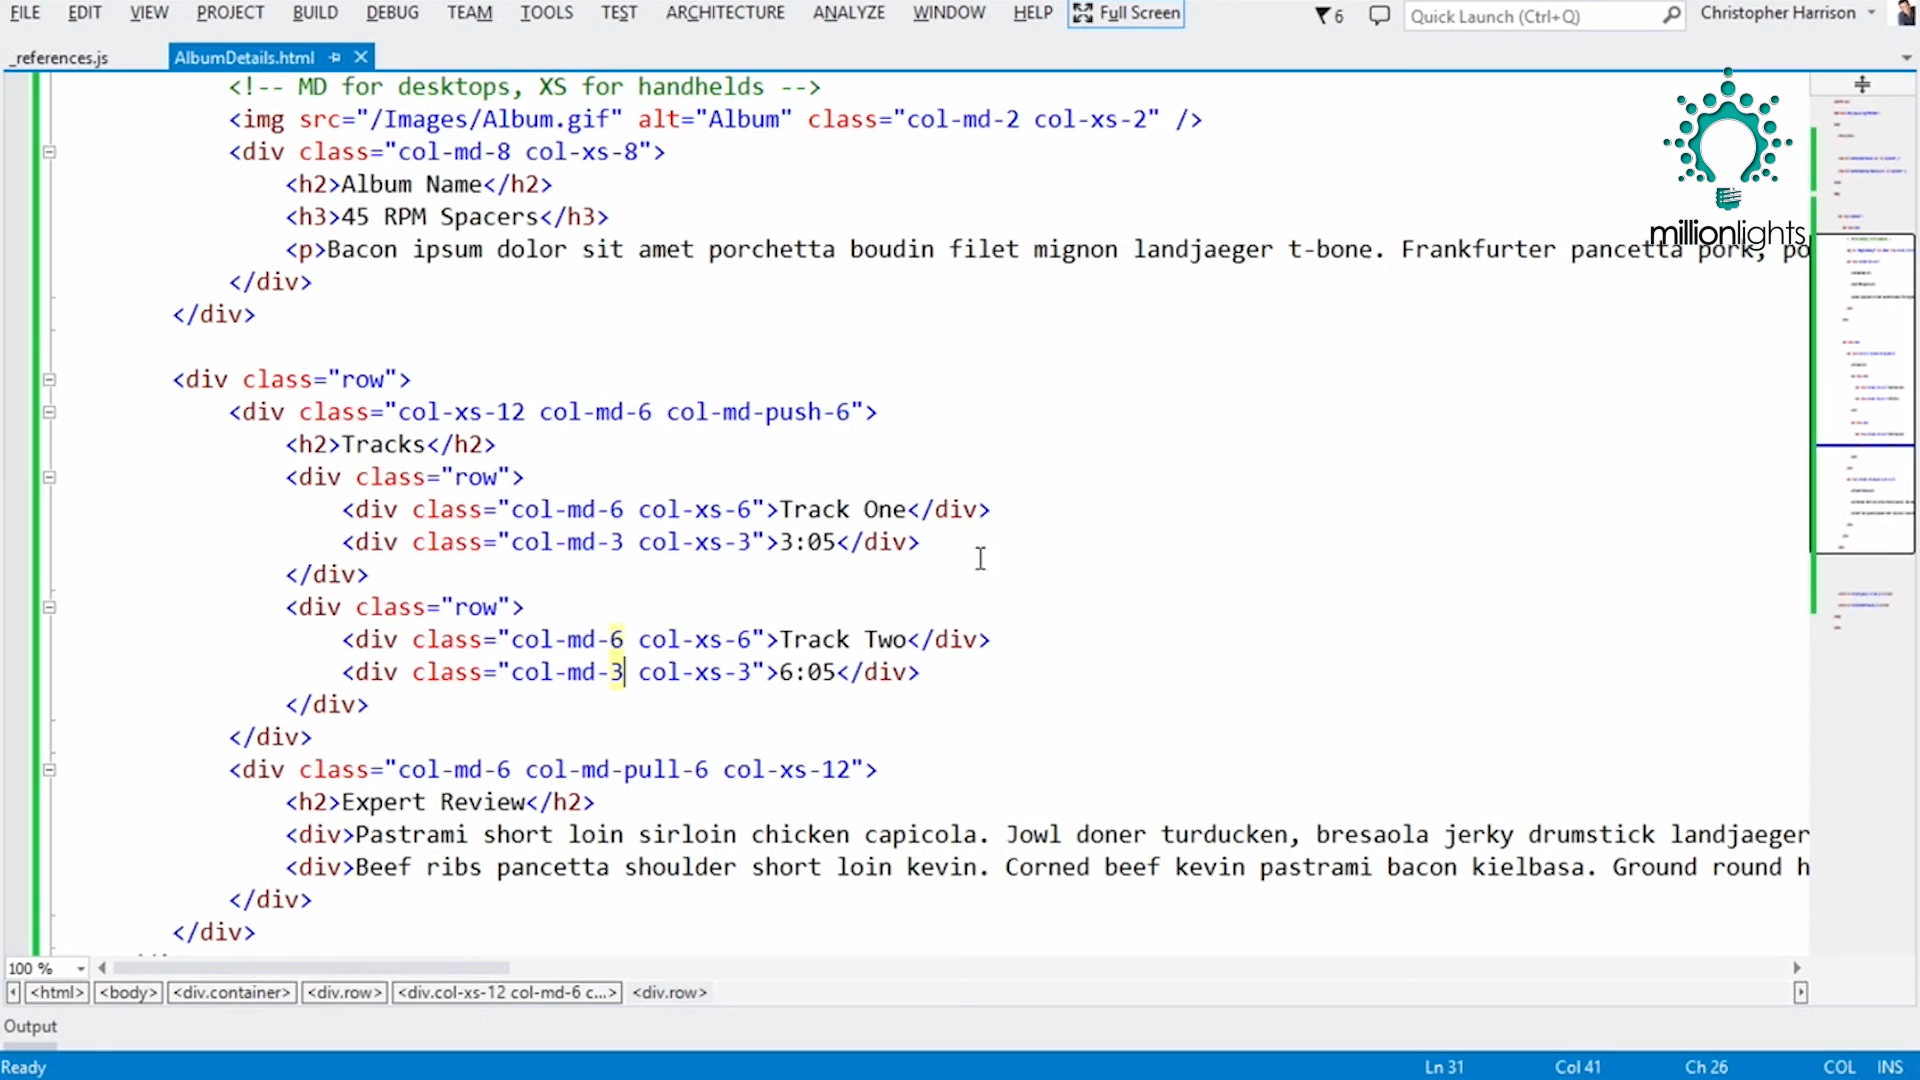 FILE EDIT VIEW PROJECT BUILD DEBUG TEAM TOOLS TEST ARCHITECTURE ANALYZE WINDOW HELP Full Screen 6 Quick Launch (Ctrl+Q) Christopher Harrison
_references.js AlbumDetails.html
<!-- MD for desktops, XS for handhelds -->
<img src="/Images/Album.gif" alt="Album" class="col-md-2 col-xs-2" />
<div class="col-md-8 col-xs-8">
<h2>Album Name</h2>
<h3>45 RPM Spacers</h3>
millionlights
<p>Bacon ipsum dolor sit amet porchetta boudin filet mignon landjaeger t-bone. Frankfurter pancetta pork, po
</div>
</div>
<div class="row">
<div class="col-xs-12 col-md-6 col-md-push-6">
<h2>Tracks</h2>
<div class="row">
<div class="col-md-6 col-xs-6">Track One</div>
<div class="col-md-3 col-xs-3">3:05</div>
</div>
<div class="row">
<div class="col-md-6 col-xs-6">Track Two</div>
<div class="col-md-3 col-xs-3">6:05</div>
</div>
</div>
<div class="col-md-6 col-md-pull-6 col-xs-12">
<h2>Expert Review</h2>
<div>Pastrami short loin sirloin chicken capicola. Jowl doner turducken, bresaola jerky drumstick landjaeger
<div>Beef ribs pancetta shoulder short loin kevin. Corned beef kevin pastrami bacon kielbasa. Ground round h
</div>
</div>
100 %
<html> <body> <div.container> <div.row> <div.col-xs-12 col-md-6 c...> <div.row>
Output
Ready Ln 31 Col 41 Ch 26 COL INS